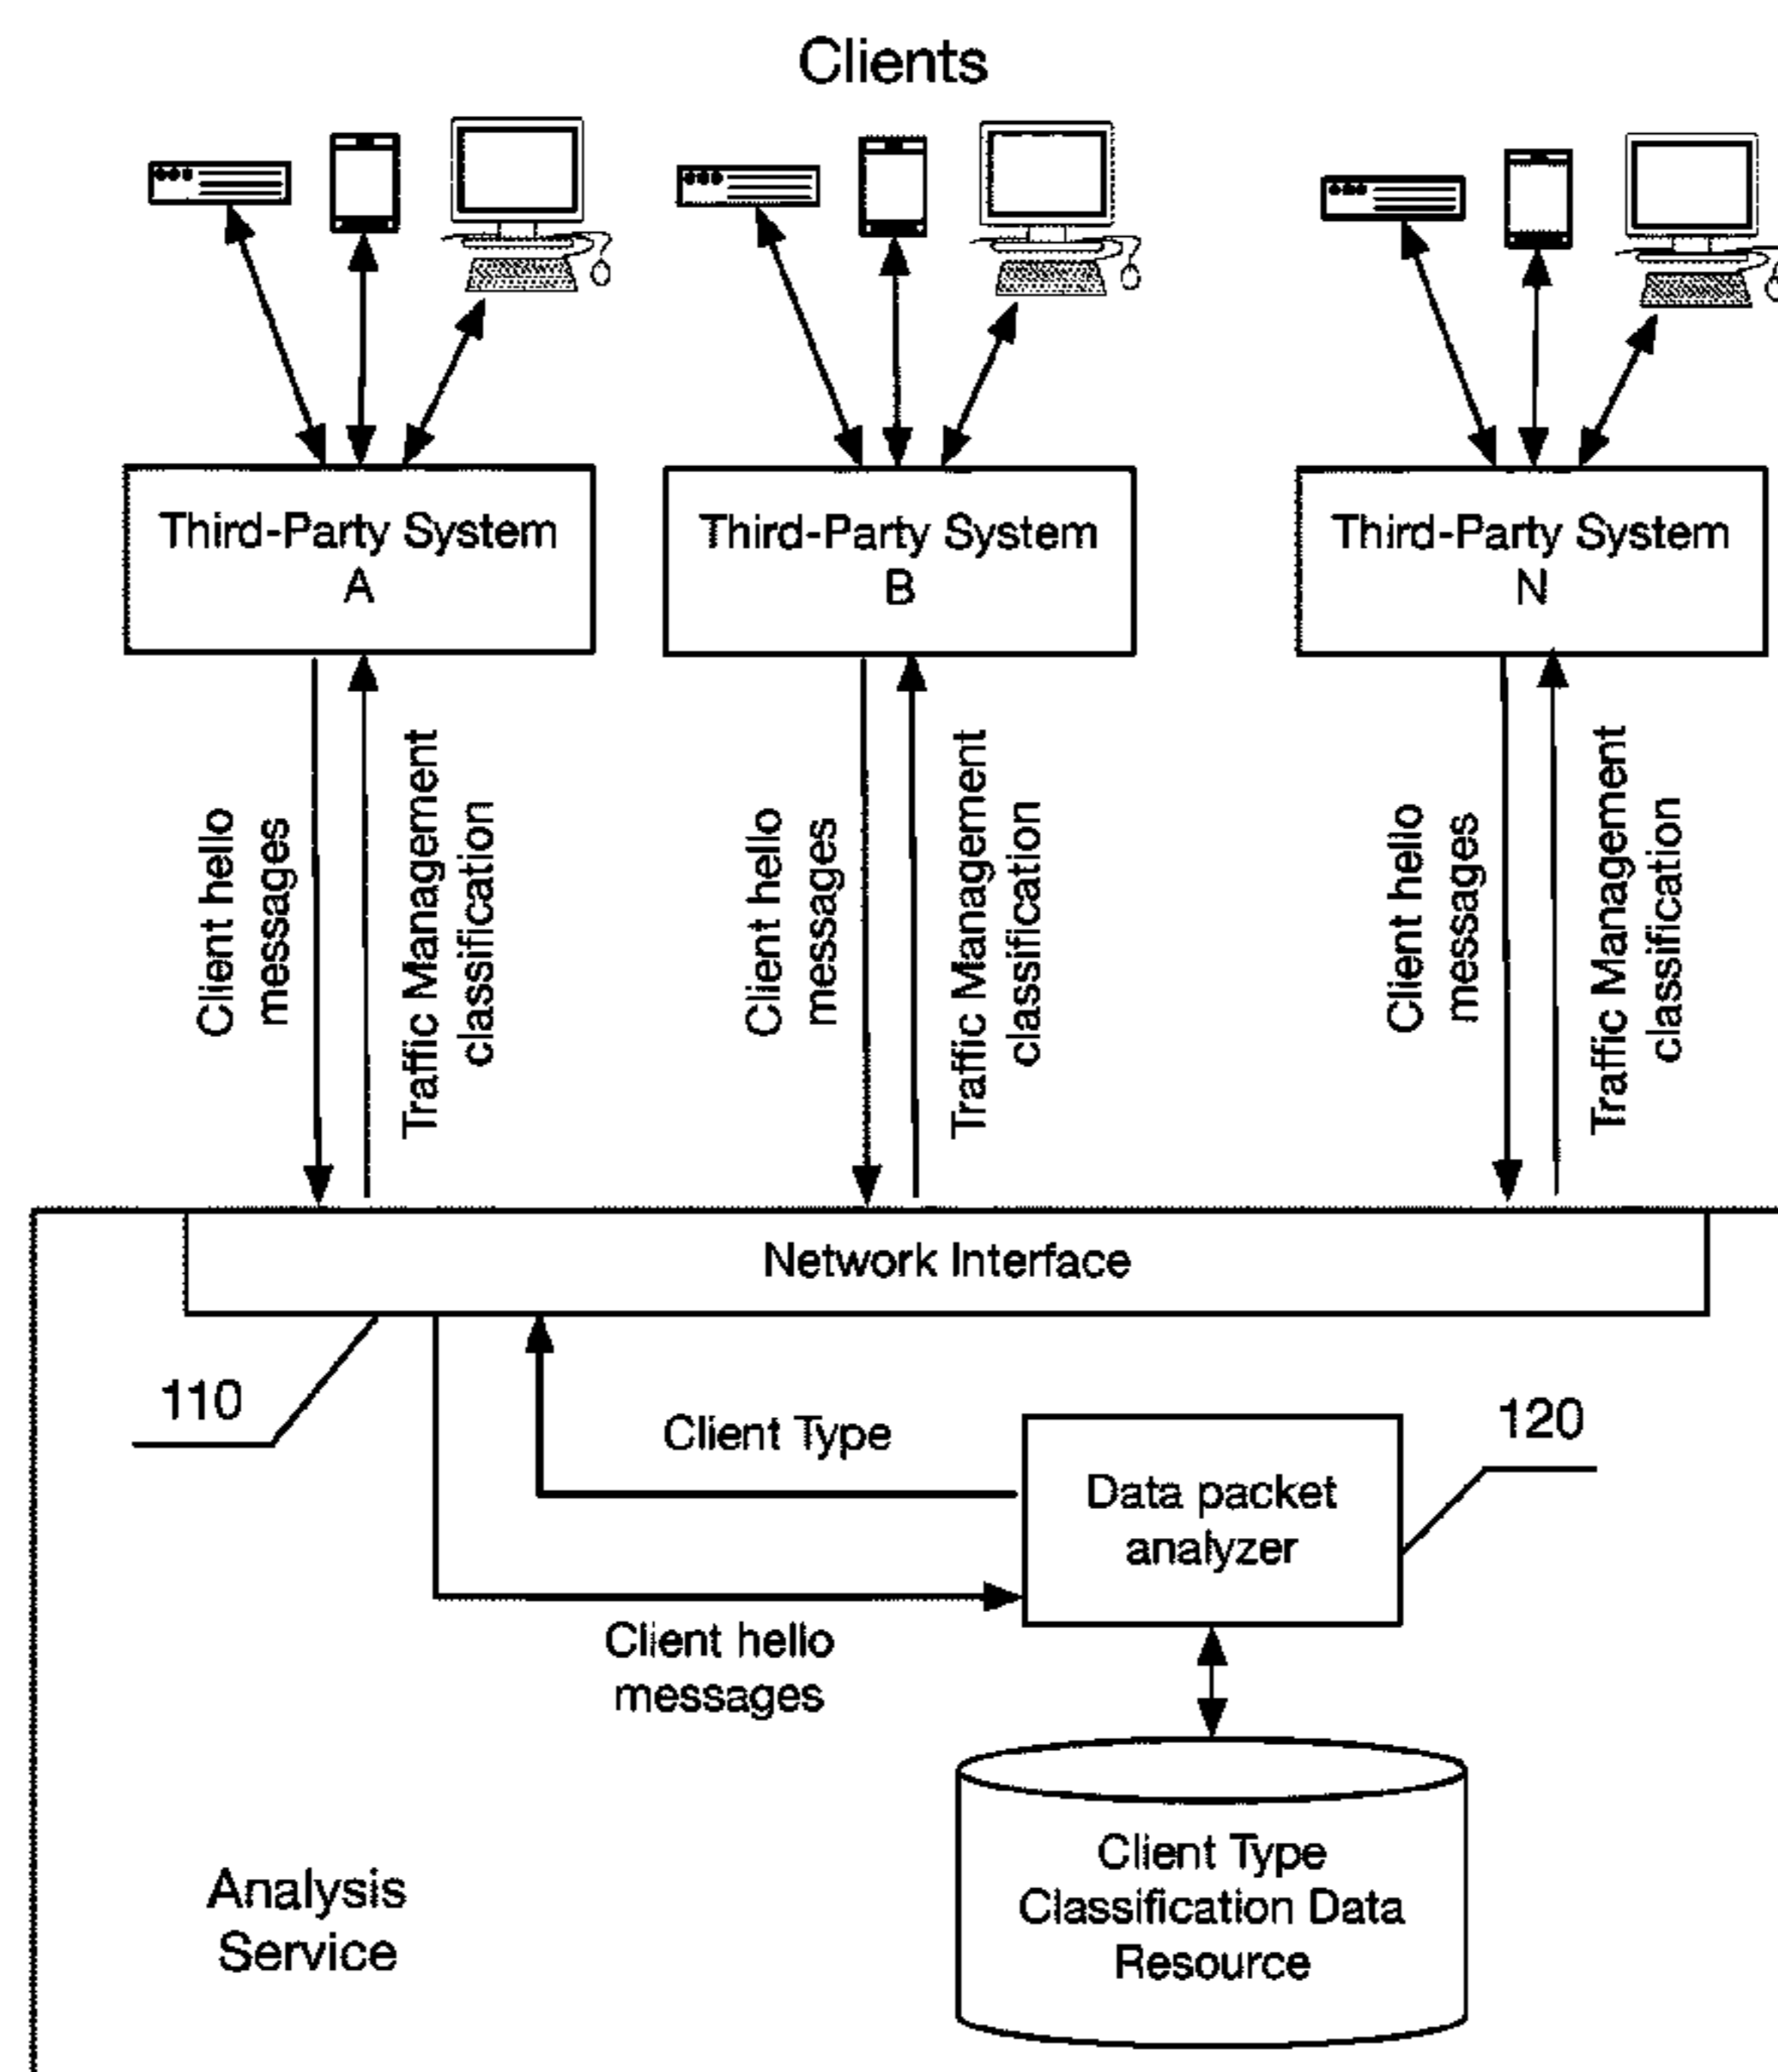 Clients
Third-Party System
A
Third-Party System
B
Third-Party System
N
Client hello
messages
Traffic Management
classification
Client hello
messages
Traffic Management
classification
Client hello
messages
Traffic Management
classification
Network Interface
110
Client Type
120
Data packet
analyzer
Client hello
messages
Client Type
Classification Data
Resource
Analysis
Service